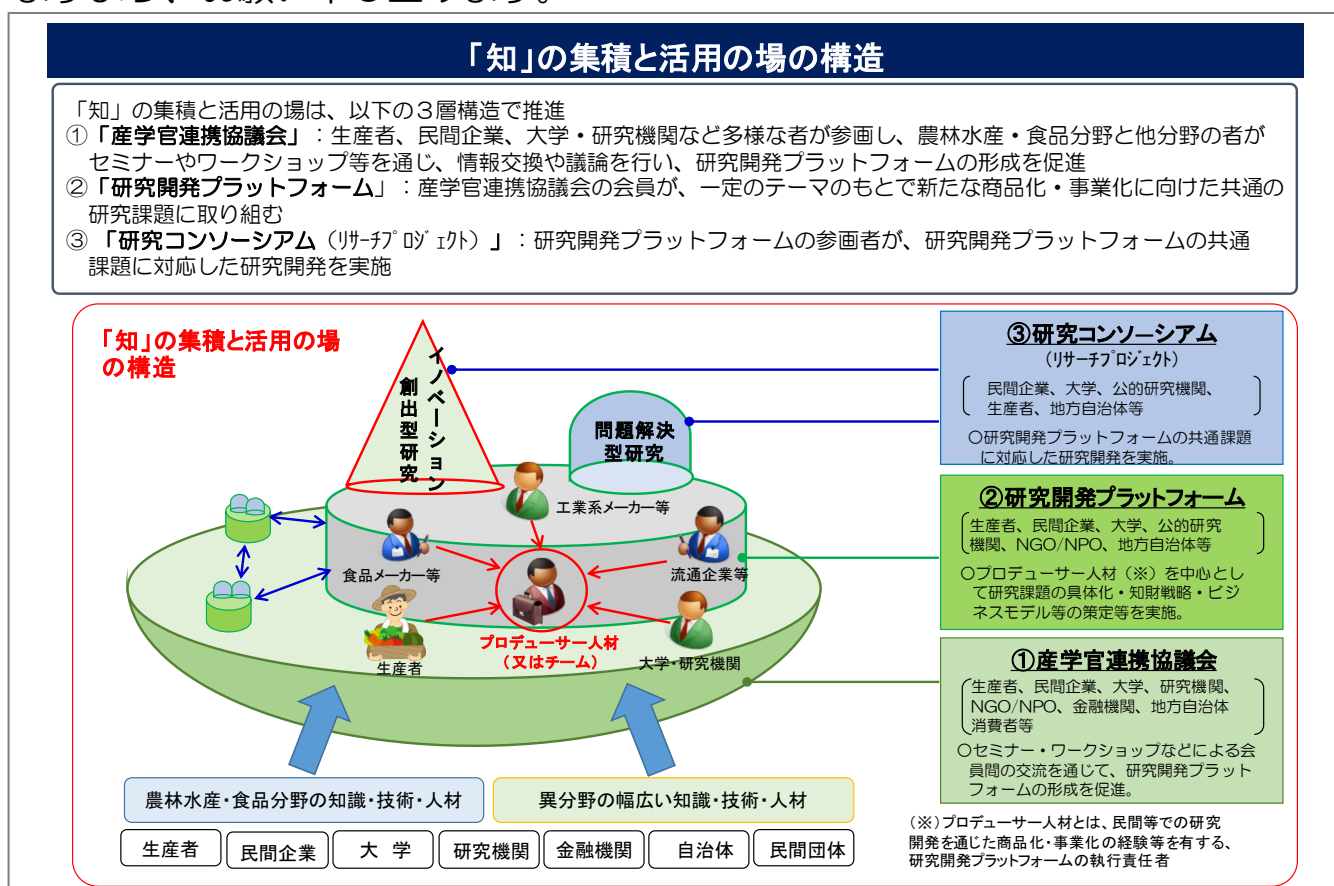 「知」の集積と活用の場の構造
「知」の集積と活用の場は、以下の３層構造で推進
①「産学官連携協議会」：生産者、民間企業、大学・研究機関など多様な者が参画し、農林水産・食品分野と他分野の者が
セミナーやワークショップ等を通じ、情報交換や議論を行い、研究開発プラットフォームの形成を促進
②「研究開発プラットフォーム」：産学官連携協議会の会員が、一定のテーマのもとで新たな商品化・事業化に向けた共通の
研究課題に取り組む
③「研究コンソーシアム（ﾘｻｰﾁﾌﾟﾛｼﾞｪｸﾄ）」：研究開発プラットフォームの参画者が、研究開発プラットフォームの共通
課題に対応した研究開発を実施
「知」の集積と活用の場
の構造
イノベーション
創出型研究
問題解決
型研究
工業系メーカー等
食品メーカー等
流通企業等
生産者
プロデューサー人材
（又はチーム）
大学・研究機関
③研究コンソーシアム
（ﾘｻｰﾁﾌﾟﾛｼﾞｪｸﾄ）
民間企業、大学、公的研究機関、
生産者、地方自治体等
○研究開発プラットフォームの共通課題
に対応した研究開発を実施。
②研究開発プラットフォーム
生産者、民間企業、大学、公的研究
機関、NGO/NPO、地方自治体等
○プロデューサー人材（※）を中心とし
て研究課題の具体化・知財戦略・ビジ
ネスモデル等の策定等を実施。
①産学官連携協議会
生産者、民間企業、大学、研究機関、
NGO/NPO、金融機関、地方自治体
消費者等
○セミナー・ワークショップなどによる会
員間の交流を通じて、研究開発プラット
フォームの形成を促進。
農林水産・食品分野の知識・技術・人材
異分野の幅広い知識・技術・人材
生産者
民間企業
大 学
研究機関
金融機関
自治体
民間団体
（※）プロデューサー人材とは、民間等での研究
開発を通じた商品化・事業化の経験等を有する、
研究開発プラットフォームの執行責任者